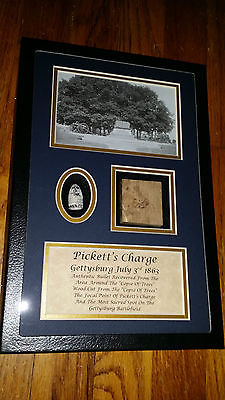 Pickett's Charge
Gettysburg July 3rd 1863
Authentic Bullet Recovered From The
Area Around The "Copse Of Trees"
Wood Cut From The "Copse Of Trees"
The Focal Point Of Pickett's Charge
And The Most Sacred Spot On The
Gettysburg Battlefield